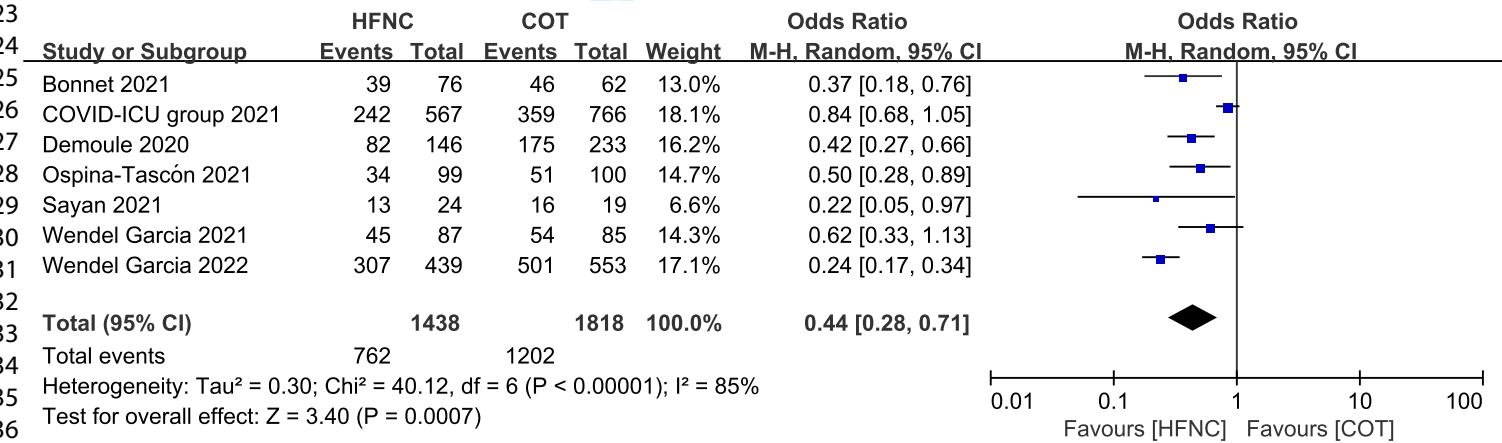 23
HFNC COT Odds Ratio Odds Ratio
24 Study or Subgroup Events Total Events Total Weight M-H, Random, 95% CI M-H, Random, 95% CI
25 Bonnet 2021 39 76 46 62 13.0% 0.37 [0.18, 0.76]
26 COVID-ICU group 2021 242 567 359 766 18.1% 0.84 [0.68, 1.05]
27 Demoule 2020 82 146 175 233 16.2% 0.42 [0.27, 0.66]
28 Ospina-Tascón 2021 34 99 51 100 14.7% 0.50 [0.28, 0.89]
29 Sayan 2021 13 24 16 19 6.6% 0.22 [0.05, 0.97]
30 Wendel Garcia 2021 45 87 54 85 14.3% 0.62 [0.33, 1.13]
31 Wendel Garcia 2022 307 439 501 553 17.1% 0.24 [0.17, 0.34]
32
33 Total (95% CI) 1438 1818 100.0% 0.44 [0.28, 0.71]
34 Total events 762 1202
35 Heterogeneity: Tau² = 0.30; Chi² = 40.12, df = 6 (P < 0.00001); I² = 85%
0.01 0.1 1 10 100
36 Test for overall effect: Z = 3.40 (P = 0.0007)
Favours [HFNC] Favours [COT]